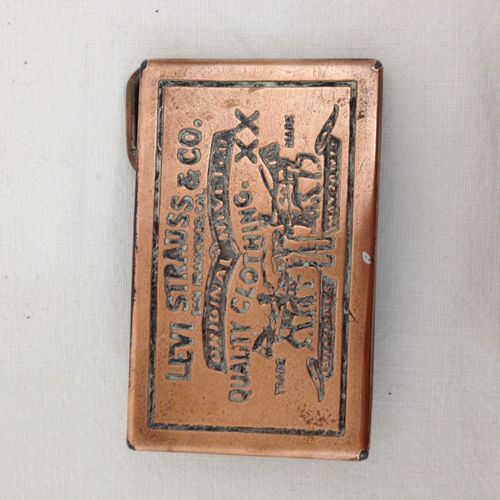 LEVI STRAUSS & CO.
SAN FRANCISCO, CAL.
ORIGINAL RIVETED
QUALITY CLOTHING.
XX
TRADE MARK